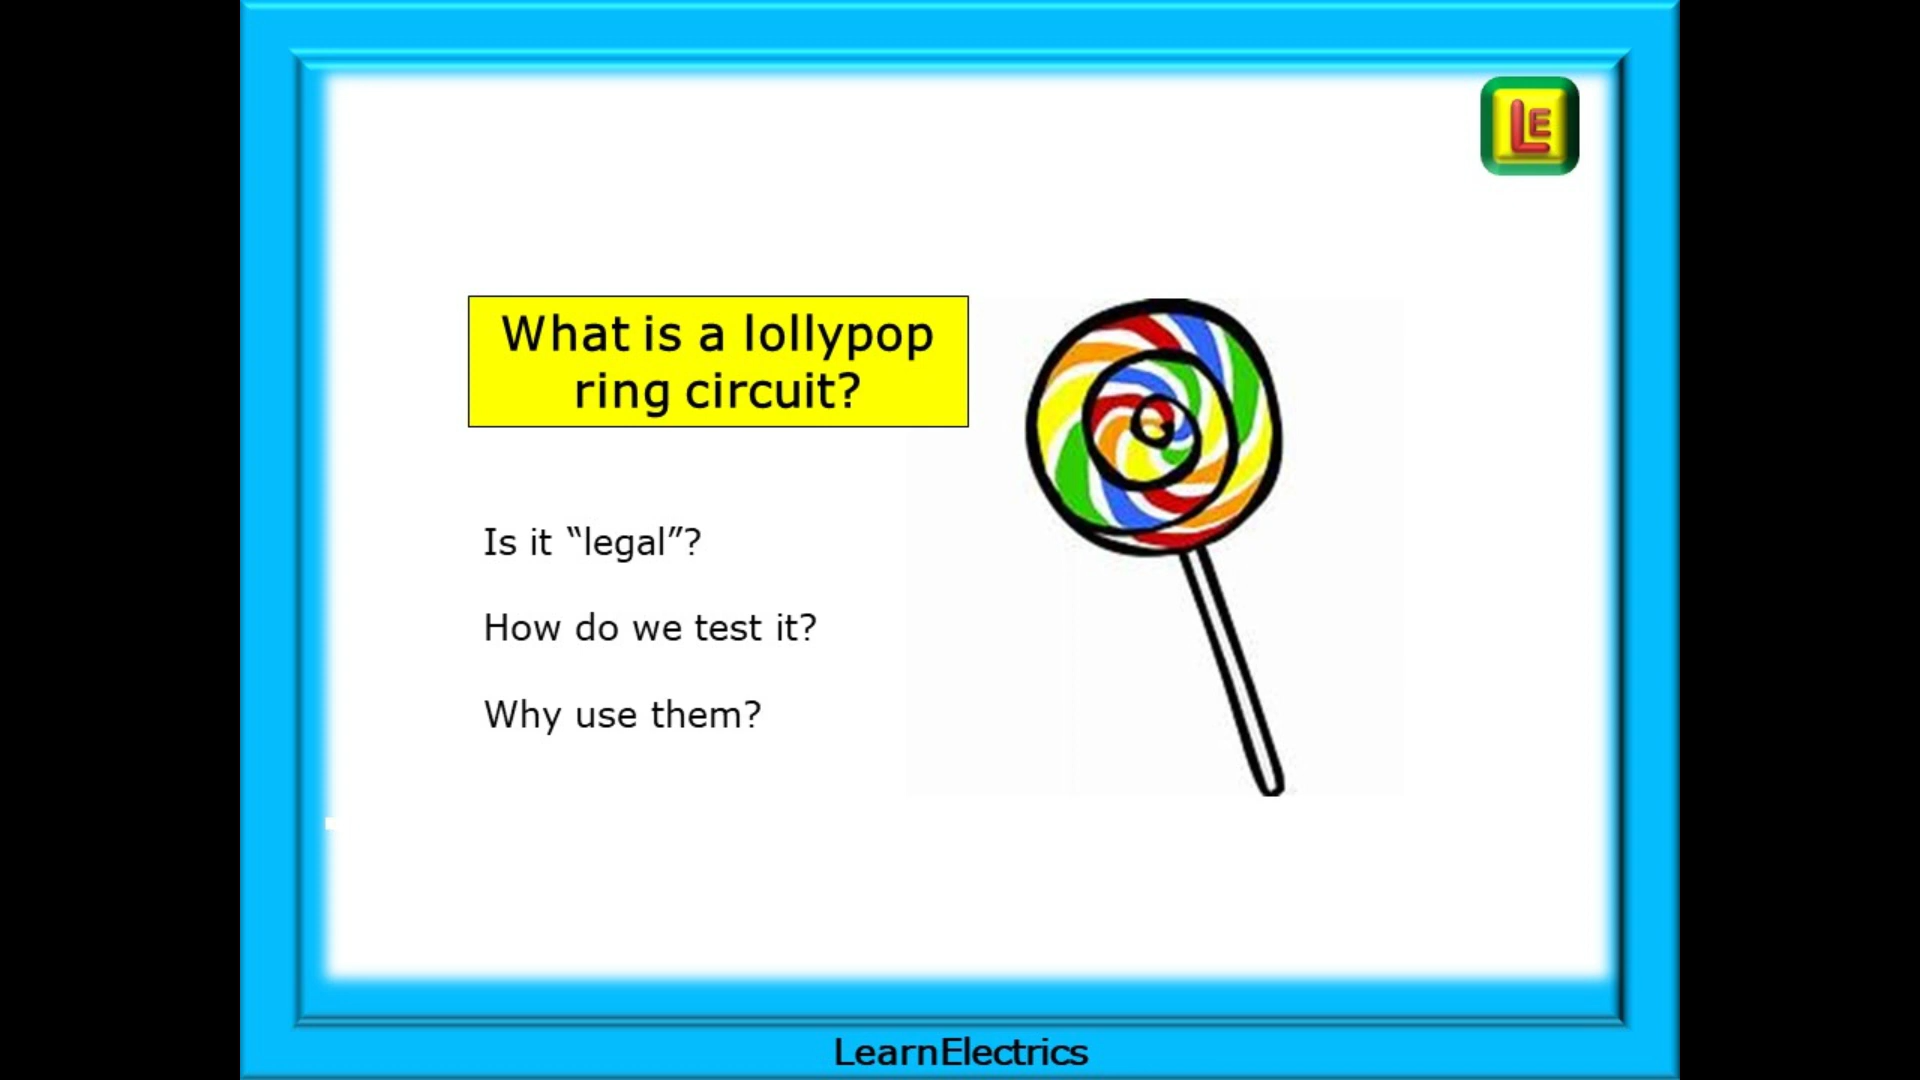 LE
What is a lollypop
ring circuit?
Is it “legal”?
How do we test it?
Why use them?
LearnElectrics